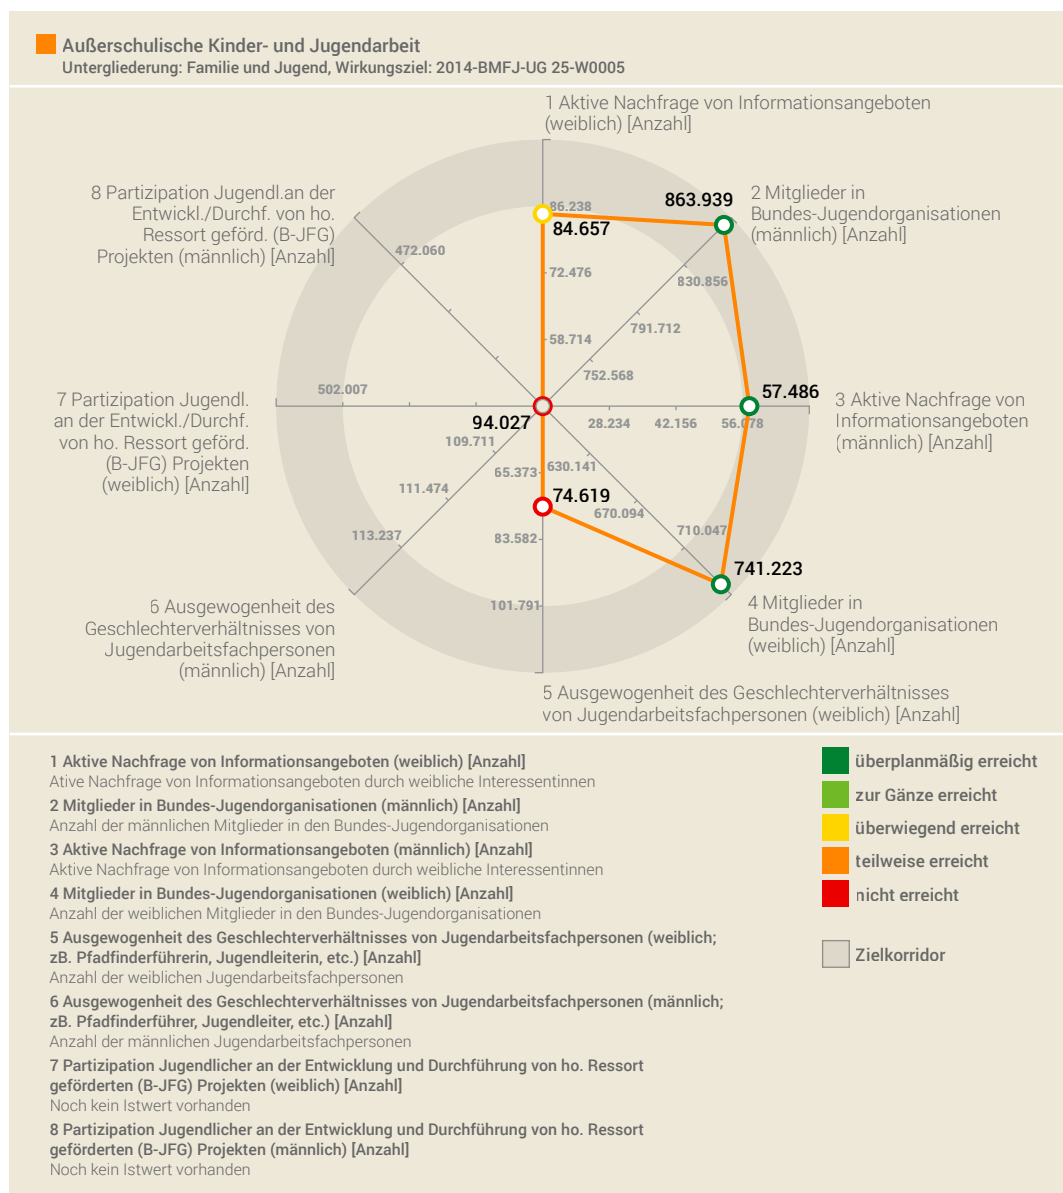 Außerschulische Kinder- und Jugendarbeit
Untergliederung: Familie und Jugend, Wirkungsziel: 2014-BMFJ-UG 25-W0005
1 Aktive Nachfrage von Informationsangeboten
(weiblich) [Anzahl]
8 Partizipation Jugendl.an der
Entwickl./Durchf. von ho.
Ressort geförd. (B-JFG)
Projekten (männlich) [Anzahl]
863.939
2 Mitglieder in
Bundes-Jugendorganisationen
(männlich) [Anzahl]
86.238
84.657
472.060
72.476
830.856
58.714
791.712
752.568
7 Partizipation Jugendl.
an der Entwickl./Durchf.
von ho. Ressort geförd.
(B-JFG) Projekten
(weiblich) [Anzahl]
502.007
94.027
57.486
28.234
42.156
56.078
3 Aktive Nachfrage von
Informationsangeboten
(männlich) [Anzahl]
109.711
111.474
113.237
65.373
74.619
83.582
101.791
630.141
670.094
710.047
741.223
6 Ausgewogenheit des
Geschlechterverhältnisses von
Jugendarbeitsfachpersonen
(männlich) [Anzahl]
4 Mitglieder in
Bundes-Jugendorganisationen
(weiblich) [Anzahl]
5 Ausgewogenheit des Geschlechterverhältnisses
von Jugendarbeitsfachpersonen (weiblich) [Anzahl]
1 Aktive Nachfrage von Informationsangeboten (weiblich) [Anzahl]
Ative Nachfrage von Informationsangeboten durch weibliche Interessentinnen
2 Mitglieder in Bundes-Jugendorganisationen (männlich) [Anzahl]
Anzahl der männlichen Mitglieder in den Bundes-Jugendorganisationen
3 Aktive Nachfrage von Informationsangeboten (männlich) [Anzahl]
Aktive Nachfrage von Informationsangeboten durch weibliche Interessentinnen
4 Mitglieder in Bundes-Jugendorganisationen (weiblich) [Anzahl]
Anzahl der weiblichen Mitglieder in den Bundes-Jugendorganisationen
5 Ausgewogenheit des Geschlechterverhältnisses von Jugendarbeitsfachpersonen (weiblich;
zB. Pfadfinderführerin, Jugendleiterin, etc.) [Anzahl]
Anzahl der weiblichen Jugendarbeitsfachpersonen
6 Ausgewogenheit des Geschlechterverhältnisses von Jugendarbeitsfachpersonen (männlich;
zB. Pfadfinderführer, Jugendleiter, etc.) [Anzahl]
Anzahl der männlichen Jugendarbeitsfachpersonen
7 Partizipation Jugendlicher an der Entwicklung und Durchführung von ho. Ressort
geförderten (B-JFG) Projekten (weiblich) [Anzahl]
Noch kein Istwert vorhanden
8 Partizipation Jugendlicher an der Entwicklung und Durchführung von ho. Ressort
geförderten (B-JFG) Projekten (männlich) [Anzahl]
Noch kein Istwert vorhanden
überplanmäßig erreicht
zur Gänze erreicht
überwiegend erreicht
teilweise erreicht
nicht erreicht
Zielkorridor